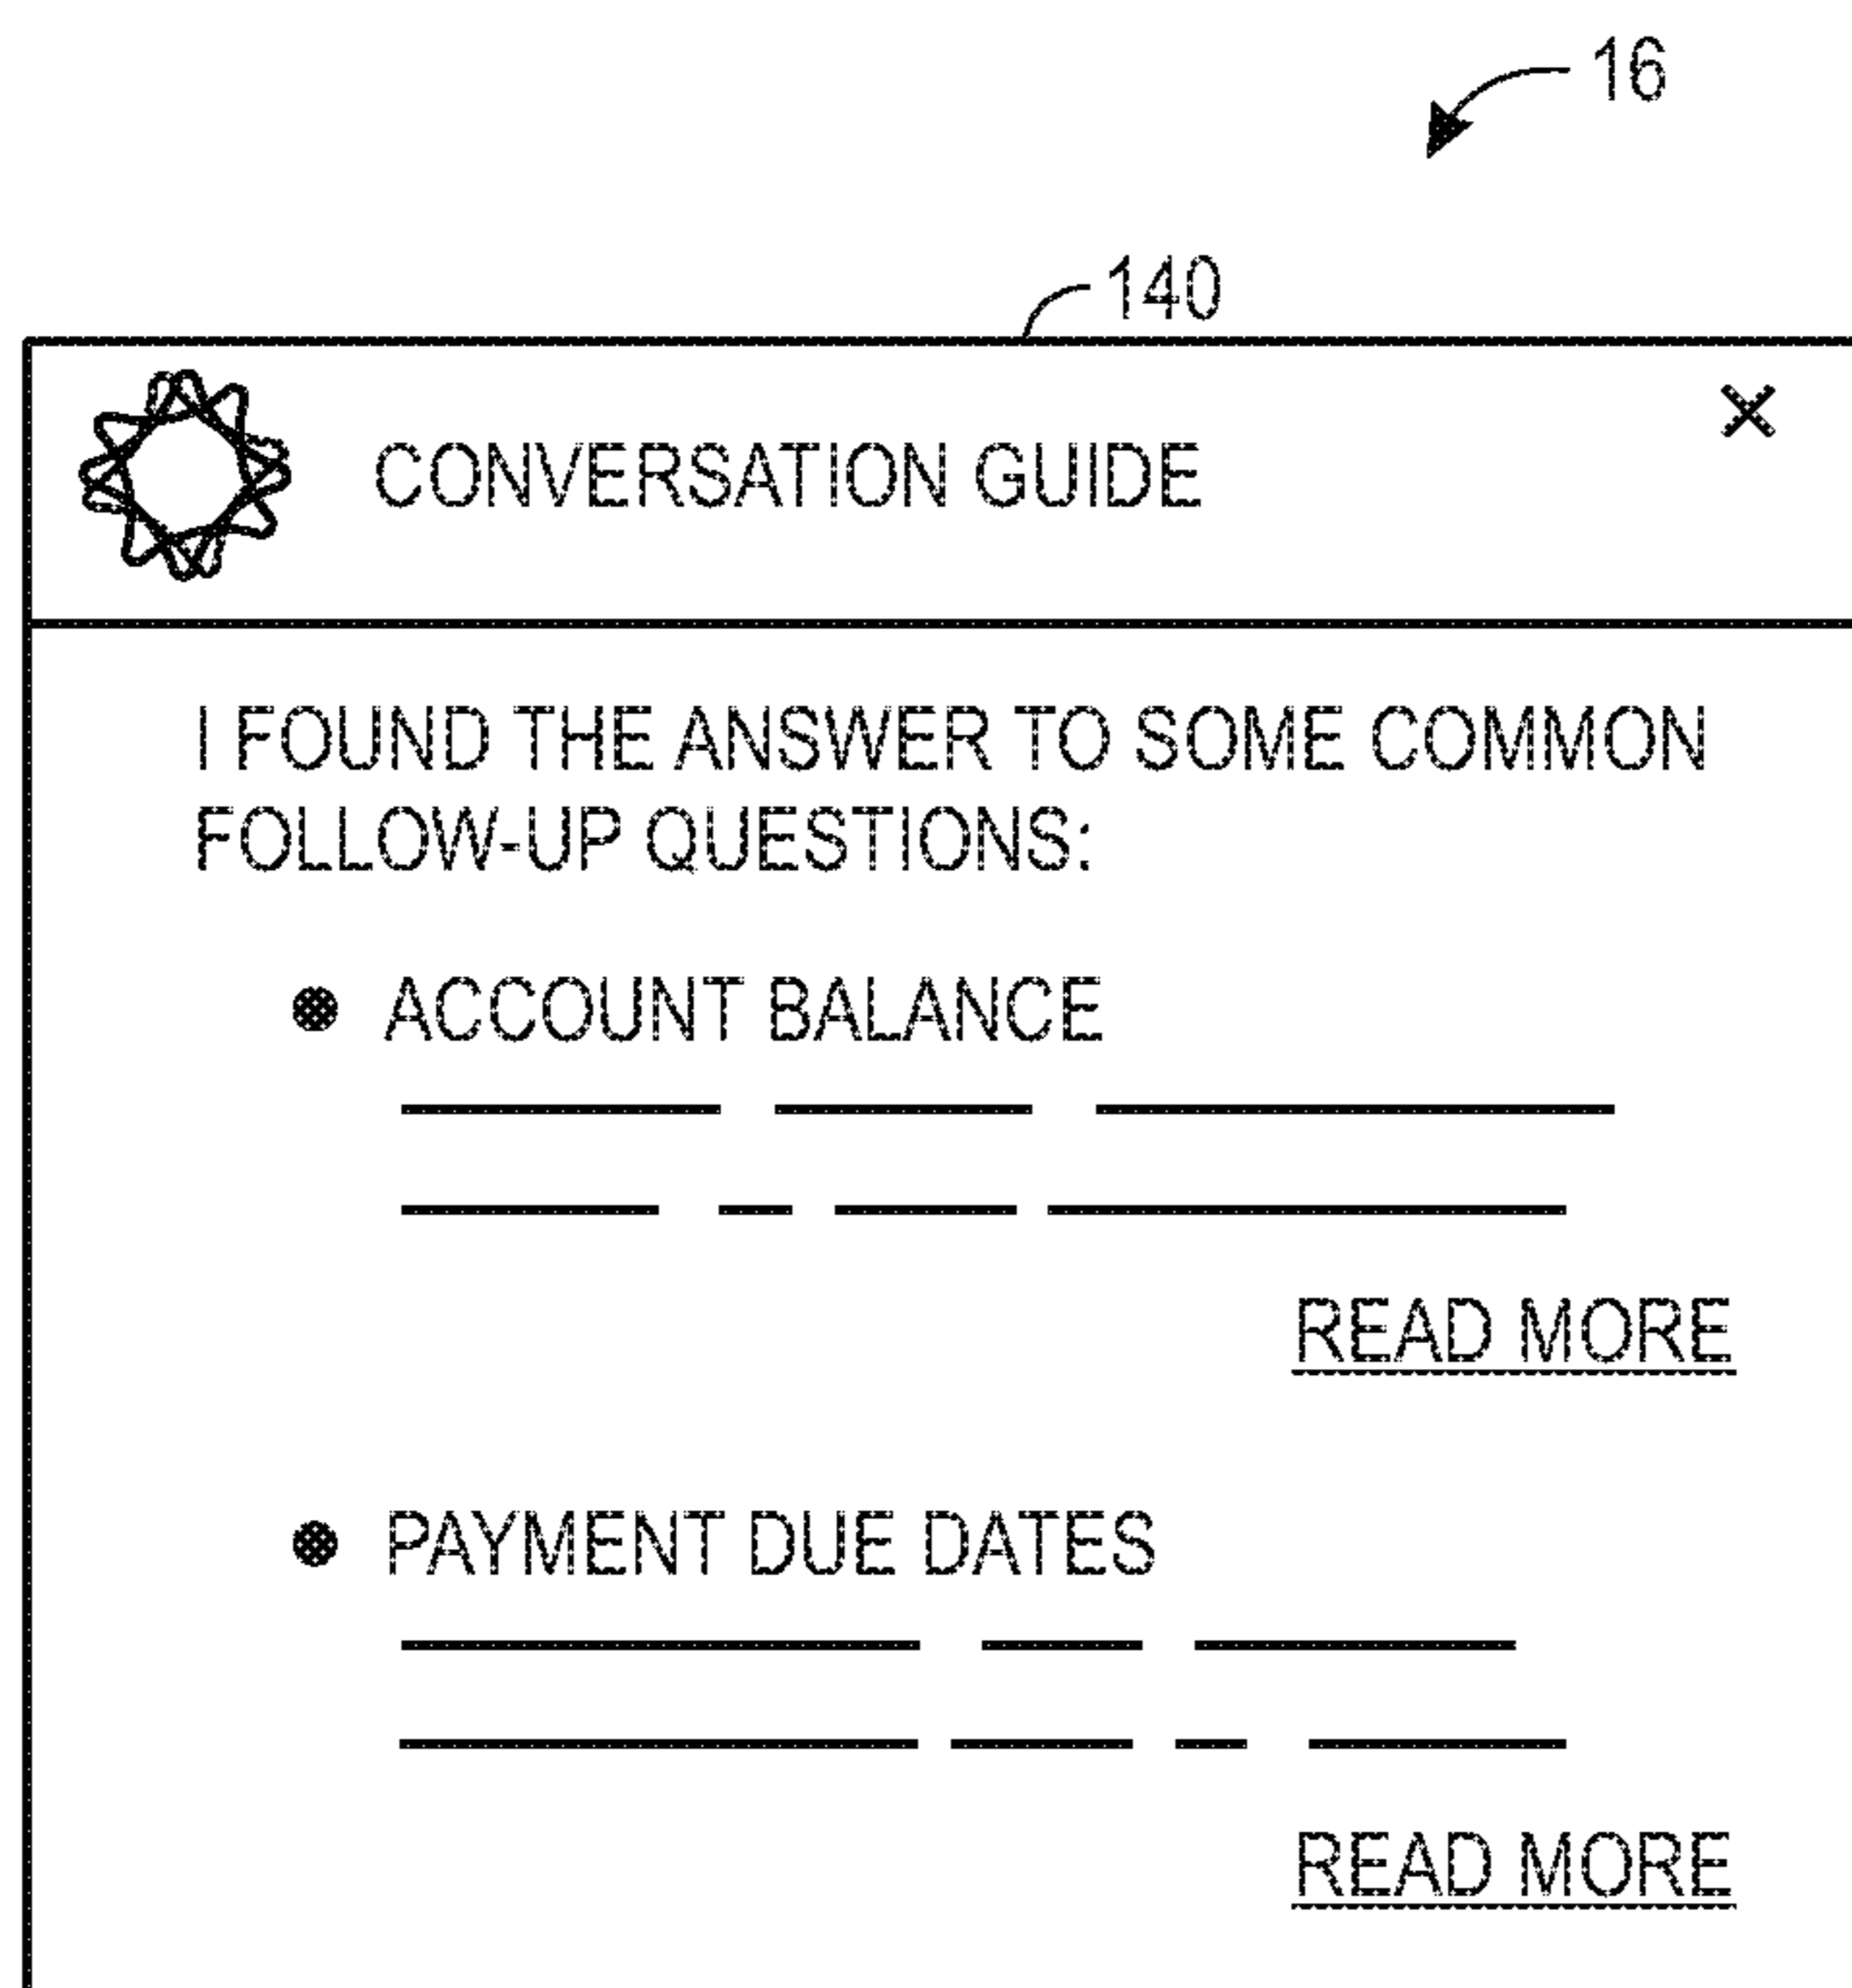 16
140
CONVERSATION GUIDE
×
I FOUND THE ANSWER TO SOME COMMON
FOLLOW-UP QUESTIONS:
● ACCOUNT BALANCE
READ MORE
● PAYMENT DUE DATES
READ MORE